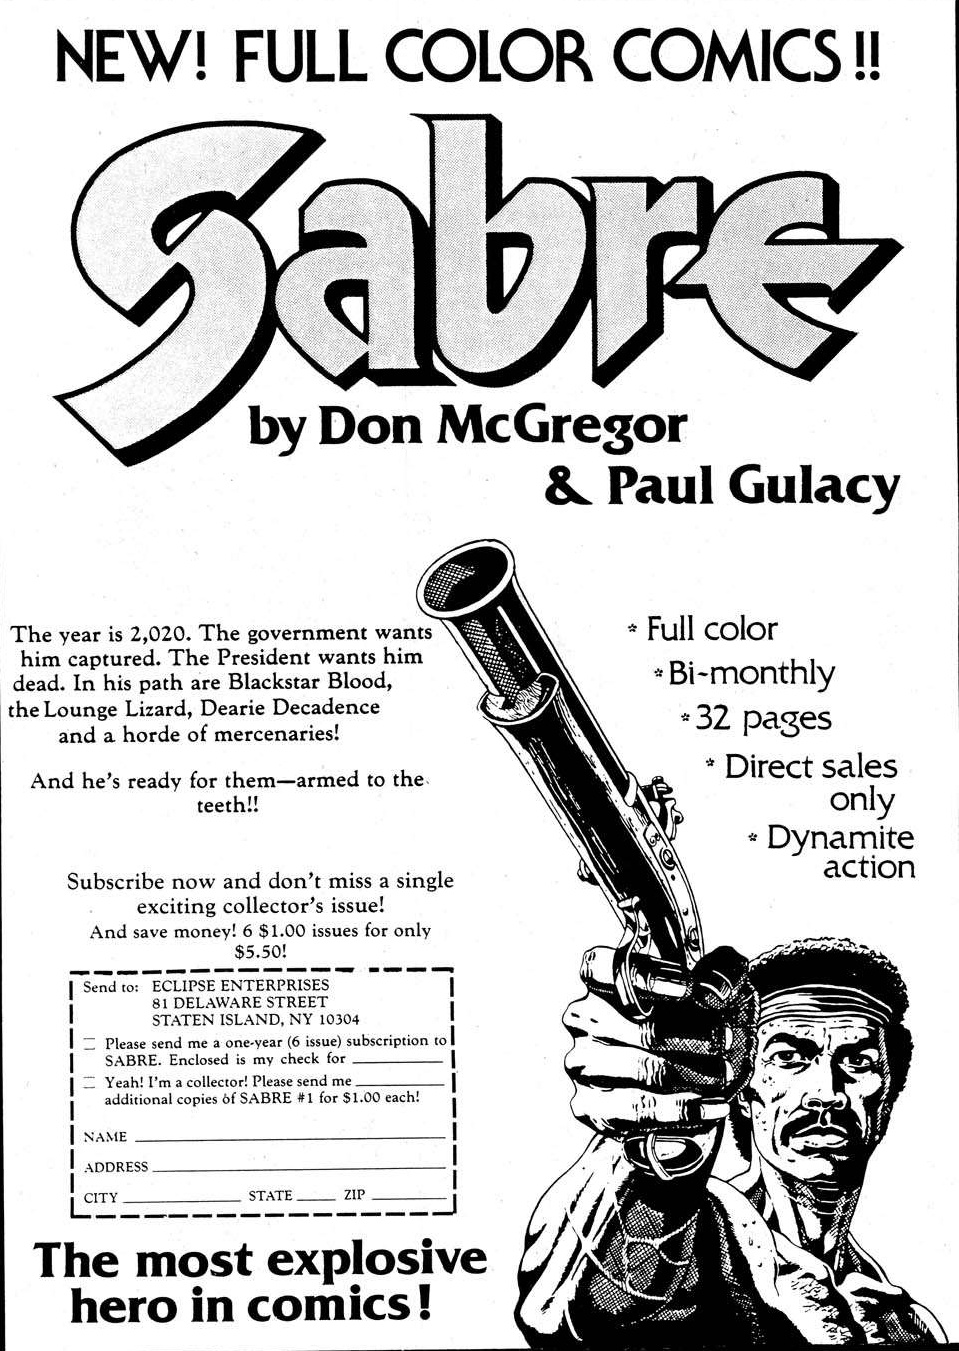 NEW! FULL COLOR COMICS!!
Sabre
by Don McGregor
& Paul Gulacy
The year is 2,020. The government wants
him captured. The President wants him
dead. In his path are Blackstar Blood,
the Lounge Lizard, Dearie Decadence
and a horde of mercenaries!
And he's ready for them—armed to the
teeth!!
* Full color
* Bi-monthly
* 32 pages
* Direct sales
only
* Dynamite
action
Subscribe now and don't miss a single
exciting collector's issue!
And save money! 6 $1.00 issues for only
$5.50!
Send to: ECLIPSE ENTERPRISES
81 DELAWARE STREET
STATEN ISLAND, NY 10304
Please send me a one-year (6 issue) subscription to
SABRE. Enclosed is my check for
Yeah! I'm a collector! Please send me
additional copies of SABRE #1 for $1.00 each!
NAME
ADDRESS
CITY STATE ZIP
The most explosive
hero in comics!